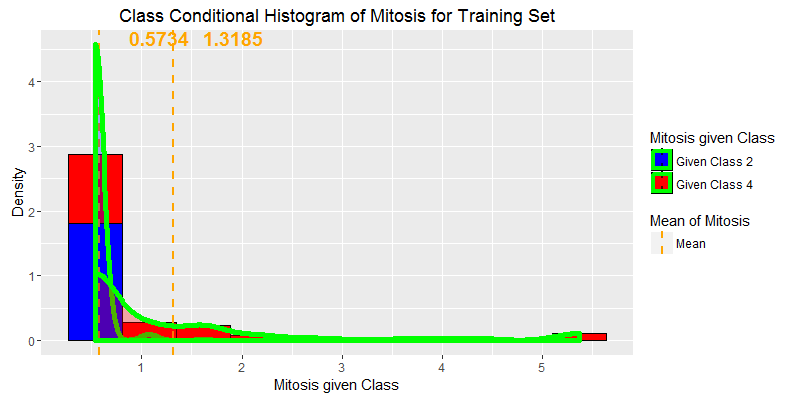 Class Conditional Histogram of Mitosis for Training Set
0.5734 1.3185
Density
4
3
2
1
0
1 2 3 4 5
Mitosis given Class
Mitosis given Class
Given Class 2
Given Class 4
Mean of Mitosis
Mean